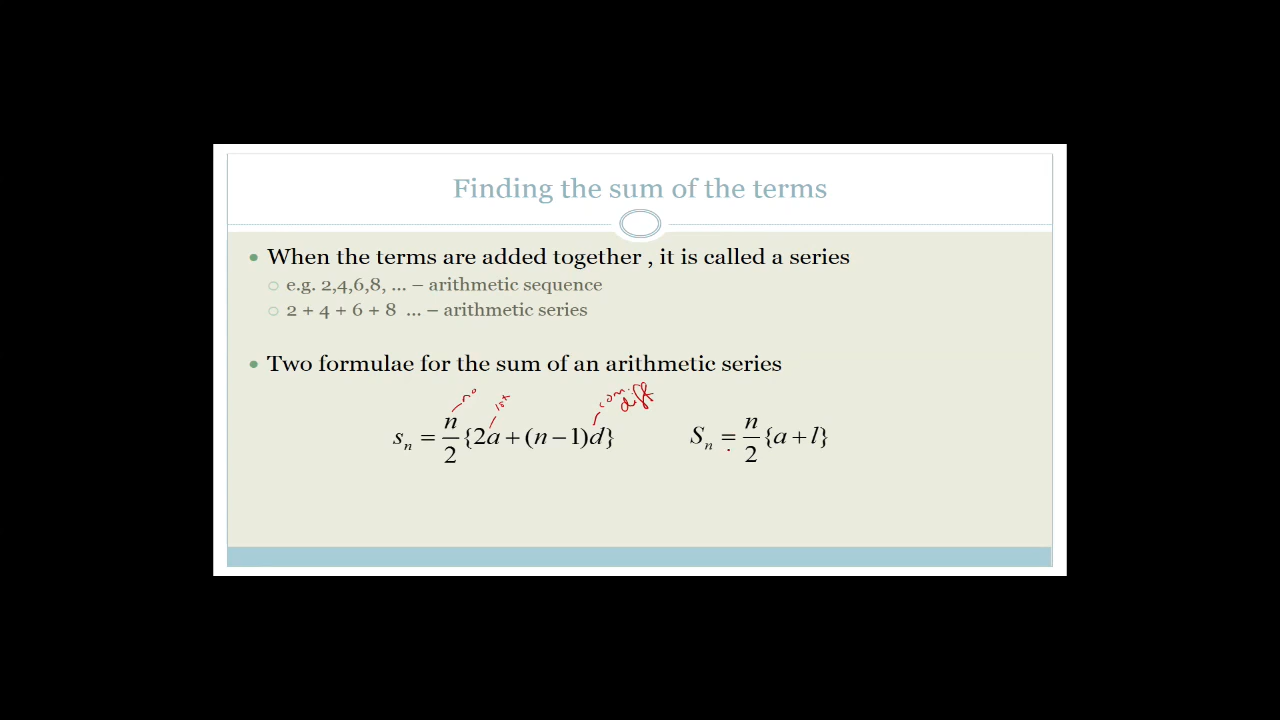 Finding the sum of the terms
• When the terms are added together , it is called a series
○ e.g. 2,4,6,8, ... – arithmetic sequence
○ 2 + 4 + 6 + 8 ... – arithmetic series
• Two formulae for the sum of an arithmetic series
no 1st com. diff
s_n = n/2 {2a + (n − 1)d} S_n = n/2 {a + l}